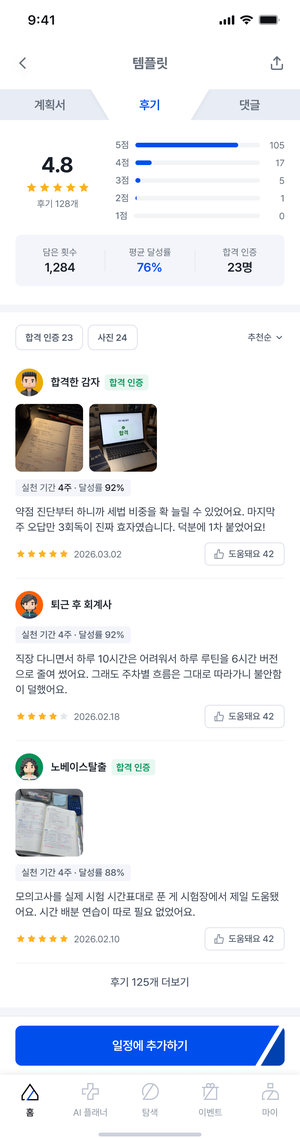 9:41
템플릿
계획서 후기 댓글
4.8
후기 128개
5점 105
4점 17
3점 5
2점 1
1점 0
담은 횟수 평균 달성률 합격 인증
1,284 76% 23명
합격 인증 23 사진 24 추천순
합격한 감자 합격 인증
합격
실천 기간 4주 · 달성률 92%
약점 진단부터 하니까 세법 비중을 확 늘릴 수 있었어요. 마지막
주 오답만 3회독이 진짜 효자였습니다. 덕분에 1차 붙었어요!
2026.03.02 도움돼요 42
퇴근 후 회계사
실천 기간 4주 · 달성률 92%
직장 다니면서 하루 10시간은 어려워서 하루 루틴을 6시간 버전
으로 줄여 썼어요. 그래도 주차별 흐름은 그대로 따라가니 불안함
이 덜했어요.
2026.02.18 도움돼요 42
노베이스탈출 합격 인증
실천 기간 4주 · 달성률 88%
모의고사를 실제 시험 시간표대로 푼 게 시험장에서 제일 도움됐
어요. 시간 배분 연습이 따로 필요 없었어요.
2026.02.10 도움돼요 42
후기 125개 더보기
일정에 추가하기
홈 AI 플래너 탐색 이벤트 마이